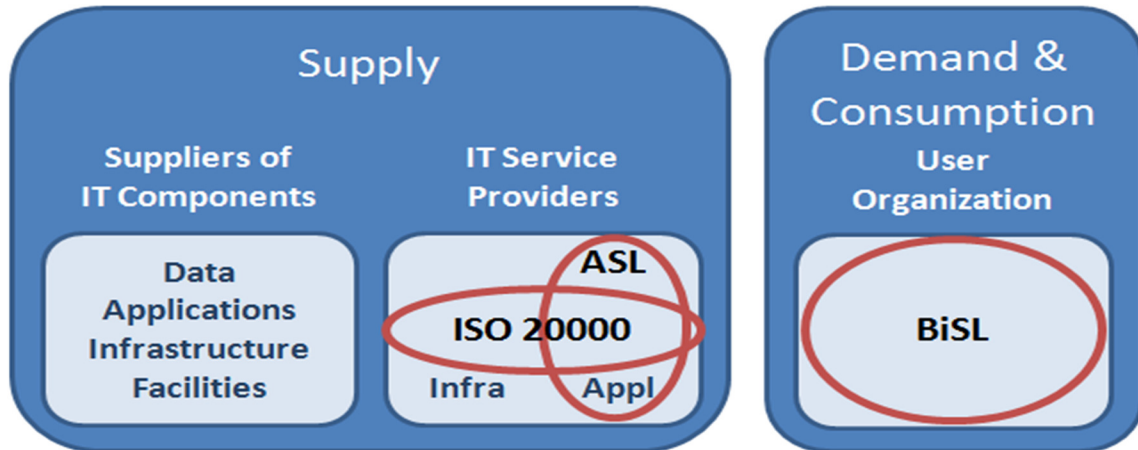 Supply
Suppliers of
IT Components
Data
Applications
Infrastructure
Facilities
IT Service
Providers
ASL
ISO 20000
Infra Appl
Demand &
Consumption
User
Organization
BiSL